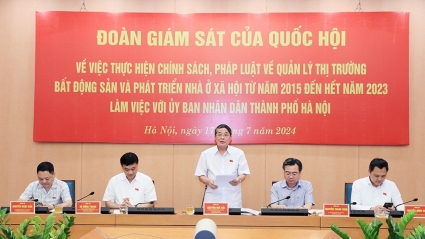 ĐOÀN GIÁM SÁT CỦA QUỐC HỘI
VỀ VIỆC THỰC HIỆN CHÍNH SÁCH, PHÁP LUẬT VỀ QUẢN LÝ THỊ TRƯỜNG
BẤT ĐỘNG SẢN VÀ PHÁT TRIỂN NHÀ Ở XÃ HỘI TỪ NĂM 2015 ĐẾN HẾT NĂM 2023
LÀM VIỆC VỚI ỦY BAN NHÂN DÂN THÀNH PHỐ HÀ NỘI
Hà Nội, tháng 7 năm 2024